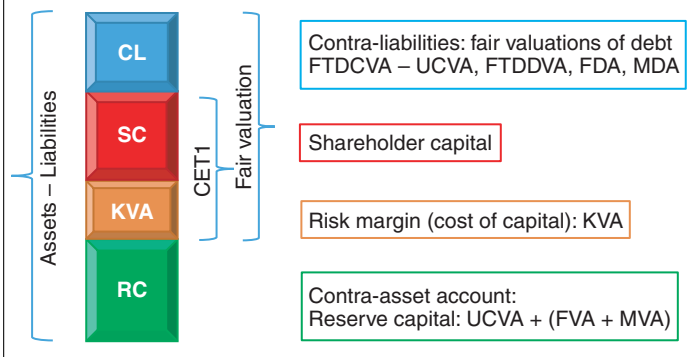 CL
SC
KVA
RC
Assets – Liabilities
CET1
Fair valuation
Contra-liabilities: fair valuations of debt
FTDCVA – UCVA, FTDDVA, FDA, MDA
Shareholder capital
Risk margin (cost of capital): KVA
Contra-asset account:
Reserve capital: UCVA + (FVA + MVA)